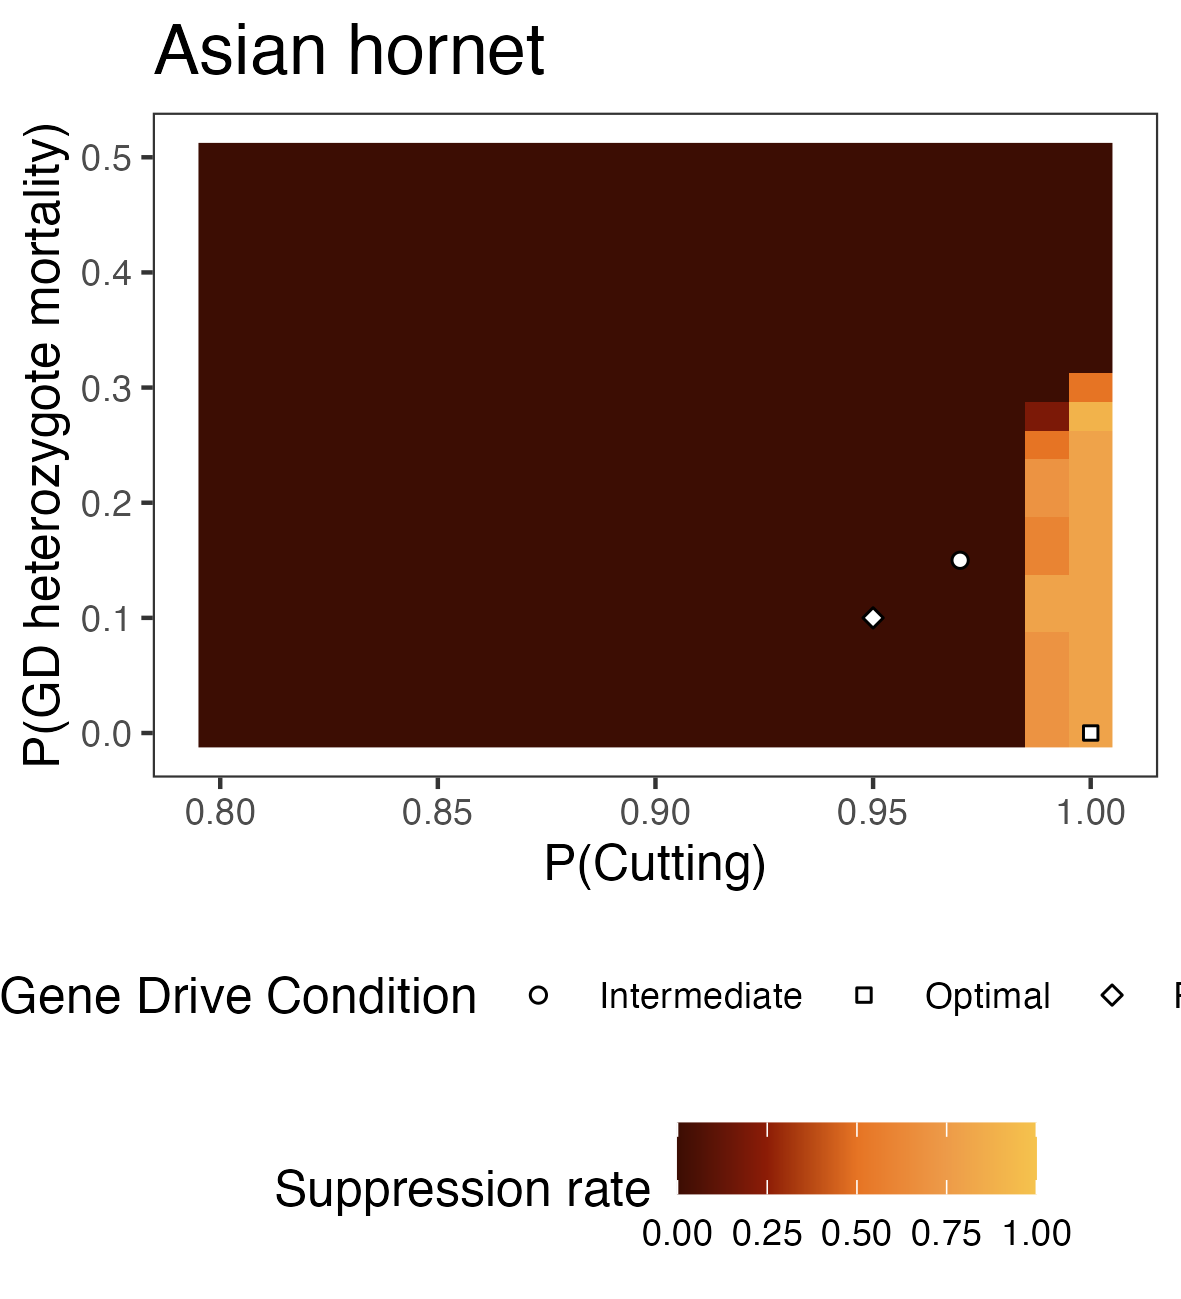 Asian hornet
P(GD heterozygote mortality)
0.5
0.4
0.3
0.2
0.1
0.0
0.80 0.85 0.90 0.95 1.00
P(Cutting)
Gene Drive Condition Intermediate Optimal
Suppression rate
0.00 0.25 0.50 0.75 1.00